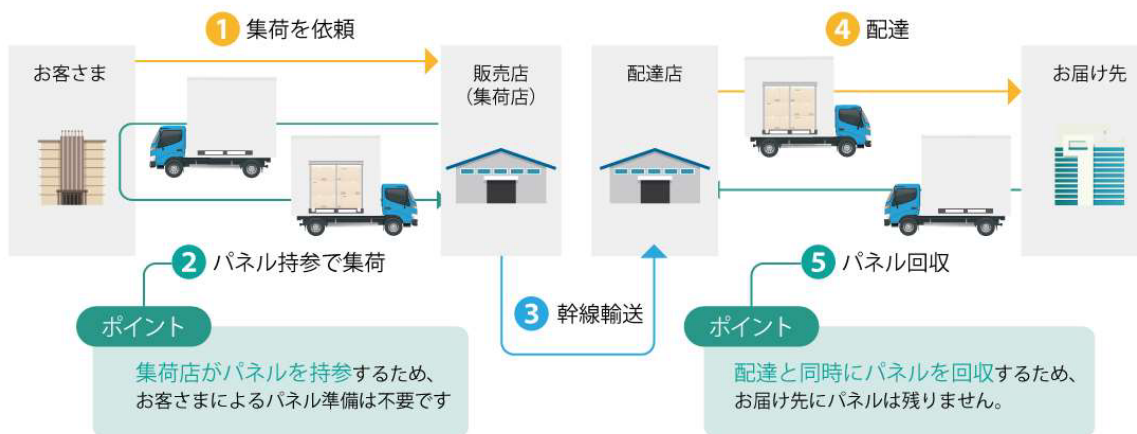 1 集荷を依頼
お客さま
販売店
（集荷店）
2 パネル持参で集荷
ポイント
集荷店がパネルを持参するため、
お客さまによるパネル準備は不要です
3 幹線輸送
4 配達
配達店
お届け先
5 パネル回収
ポイント
配達と同時にパネルを回収するため、
お届け先にパネルは残りません。